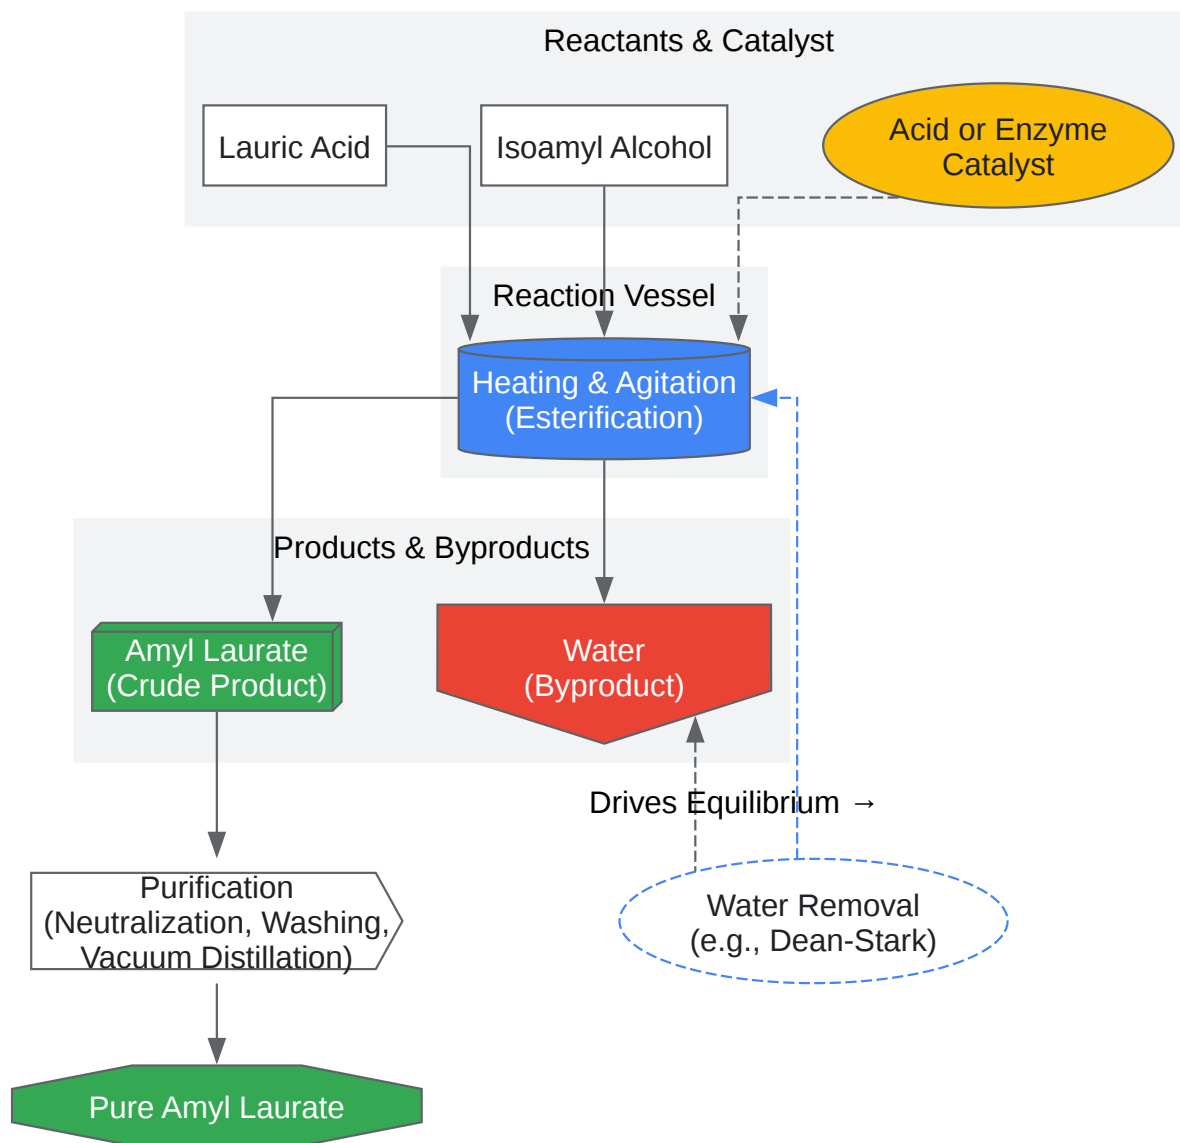 Reactants & Catalyst
Lauric Acid
Isoamyl Alcohol
Acid or Enzyme
Catalyst
Reaction Vessel
Heating & Agitation
(Esterification)
Products & Byproducts
Amyl Laurate
(Crude Product)
Water
(Byproduct)
Drives Equilibrium →
Purification
(Neutralization, Washing,
Vacuum Distillation)
Water Removal
(e.g., Dean-Stark)
Pure Amyl Laurate